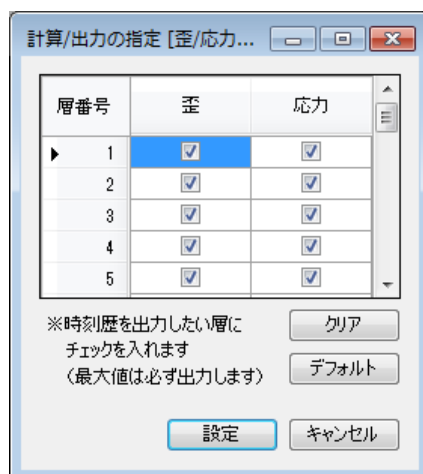 計算/出力の指定 [歪/応力...
層番号 歪 応力
1
2
3
4
5
※時刻歴を出力したい層に
チェックを入れます
(最大値は必ず出力します)
クリア
デフォルト
設定 キャンセル